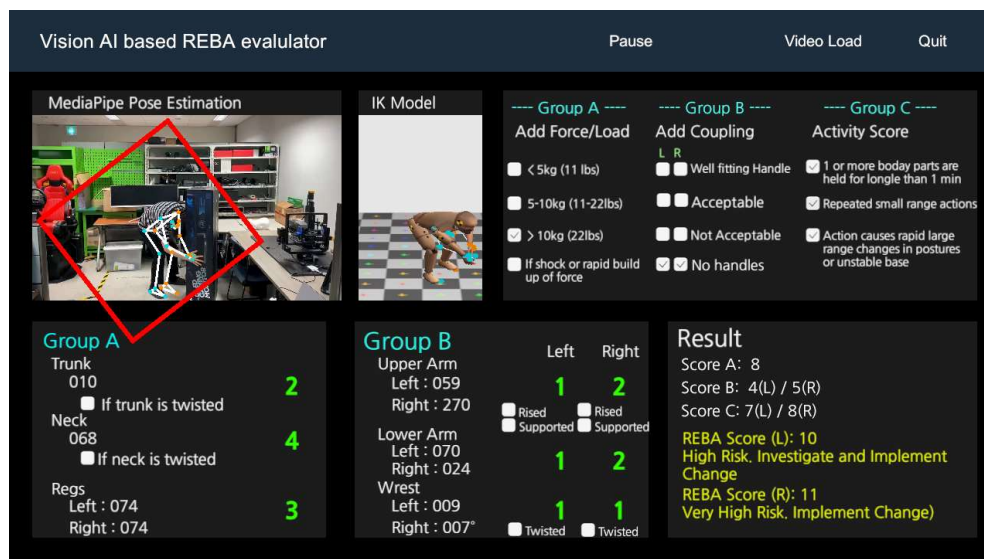 Vision AI based REBA evalulator
Pause
Video Load
Quit
MediaPipe Pose Estimation
IK Model
---- Group A ----
Add Force/Load
< 5kg (11 lbs)
5-10kg (11-22lbs)
> 10kg (22lbs)
If shock or rapid build
up of force
---- Group B ----
Add Coupling
L R
Well fitting Handle
Acceptable
Not Acceptable
No handles
---- Group C ----
Activity Score
1 or more boday parts are
held for longle than 1 min
Repeated small range actions
Action causes rapid large
range changes in postures
or unstable base
Group A
Trunk
010
2
If trunk is twisted
Neck
068
4
If neck is twisted
Regs
Left : 074
3
Right : 074
Group B
Left Right
Upper Arm
Left : 059
1 2
Right : 270
Rised Rised
Supported Supported
Lower Arm
Left : 070
Right : 024
1 2
Wrest
Left : 009
1 1
Right : 007°
Twisted Twisted
Result
Score A: 8
Score B: 4(L) / 5(R)
Score C: 7(L) / 8(R)
REBA Score (L): 10
High Risk. Investigate and Implement
Change
REBA Score (R): 11
Very High Risk. Implement Change)